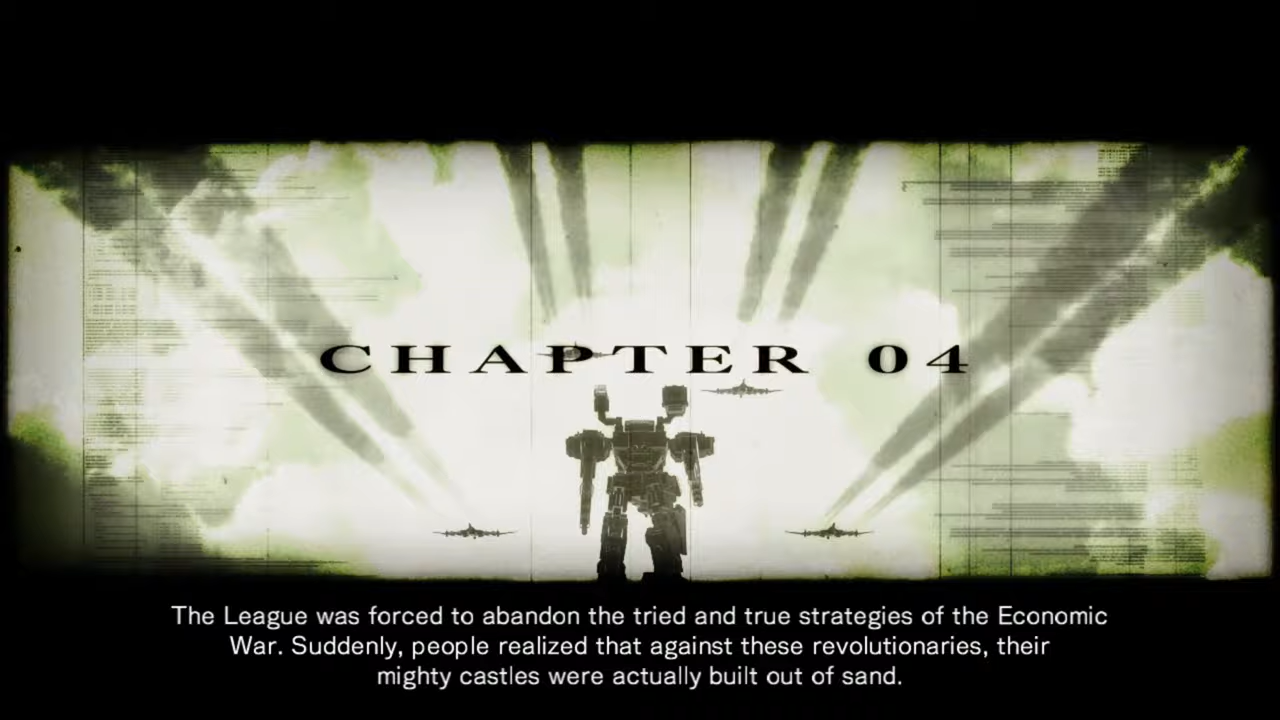 CHAPTER 04
The League was forced to abandon the tried and true strategies of the Economic
War. Suddenly, people realized that against these revolutionaries, their
mighty castles were actually built out of sand.